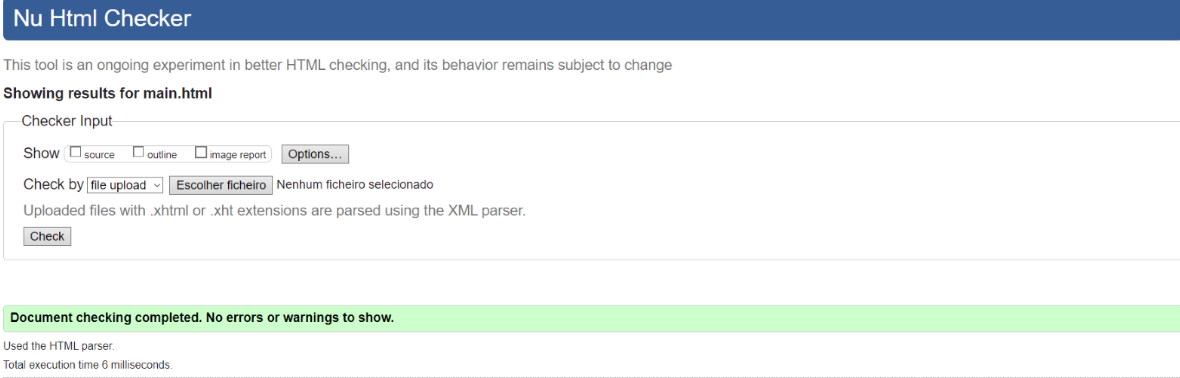 Nu Html Checker
This tool is an ongoing experiment in better HTML checking, and its behavior remains subject to change
Showing results for main.html
Checker Input
Show source outline image report Options...
Check by file upload Escolher ficheiro Nenhum ficheiro selecionado
Uploaded files with .xhtml or .xht extensions are parsed using the XML parser.
Check
Document checking completed. No errors or warnings to show.
Used the HTML parser.
Total execution time 6 milliseconds.